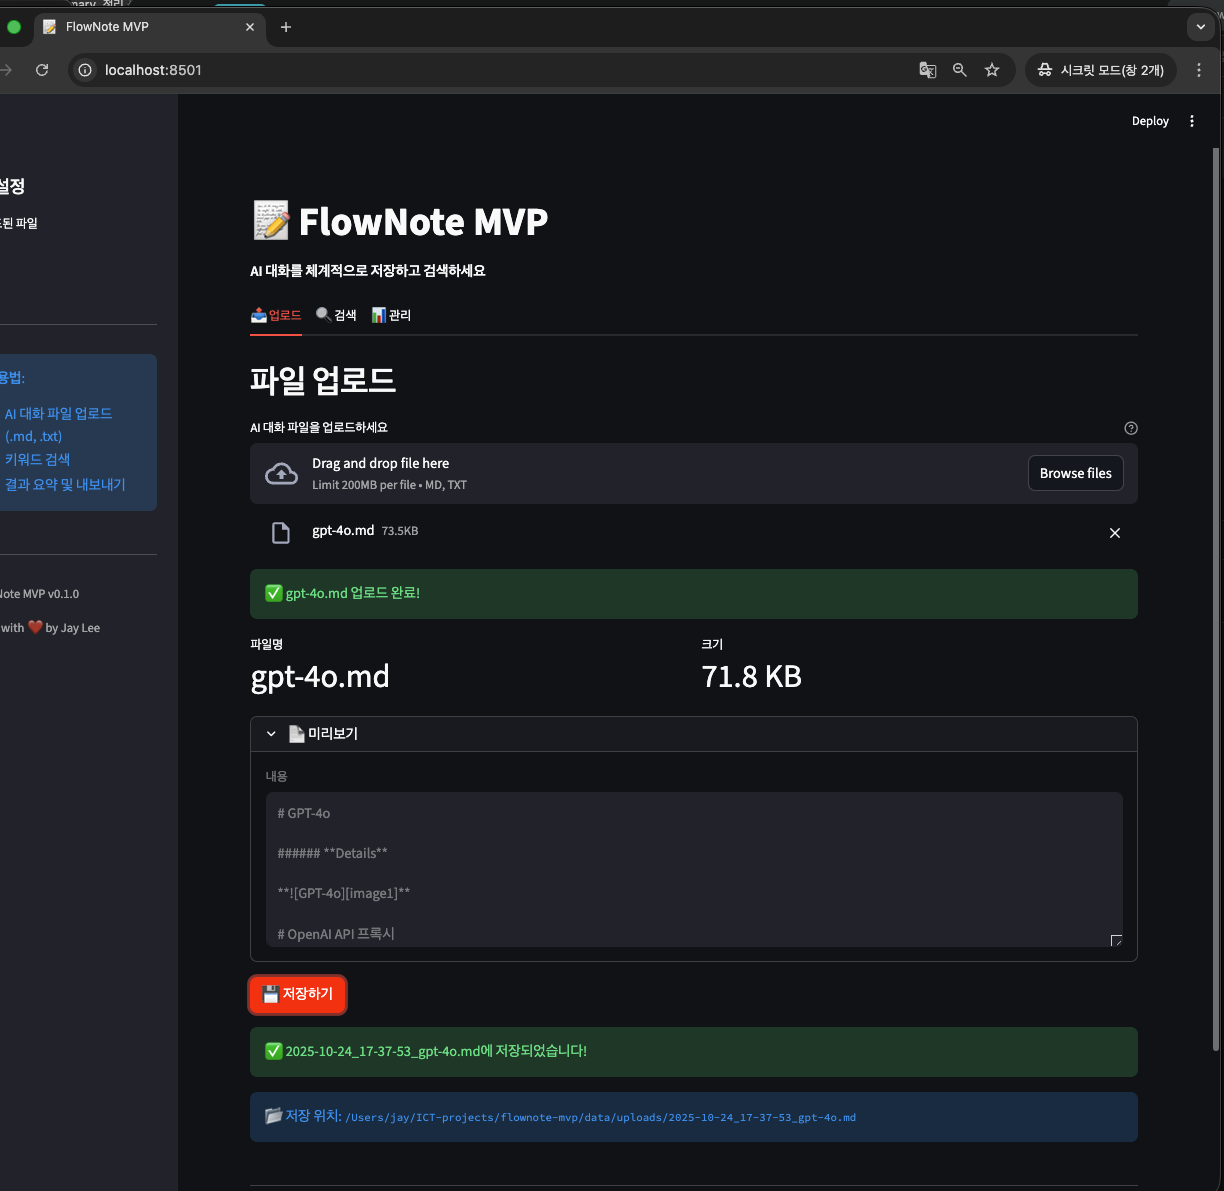 FlowNote MVP
localhost:8501
시크릿 모드(창 2개)
Deploy
설정
된 파일
용법:
AI 대화 파일 업로드
(.md, .txt)
키워드 검색
결과 요약 및 내보내기
Note MVP v0.1.0
with ❤️ by Jay Lee
📝 FlowNote MVP
AI 대화를 체계적으로 저장하고 검색하세요
📤 업로드 🔍 검색 📊 관리
파일 업로드
AI 대화 파일을 업로드하세요
Drag and drop file here
Limit 200MB per file • MD, TXT
Browse files
gpt-4o.md 73.5KB
✅ gpt-4o.md 업로드 완료!
파일명
gpt-4o.md
크기
71.8 KB
📄 미리보기
내용
# GPT-4o
###### **Details**
**![GPT-4o][image1]**
# OpenAI API 프록시
💾 저장하기
✅ 2025-10-24_17-37-53_gpt-4o.md에 저장되었습니다!
📂 저장 위치: /Users/jay/ICT-projects/flownote-mvp/data/uploads/2025-10-24_17-37-53_gpt-4o.md